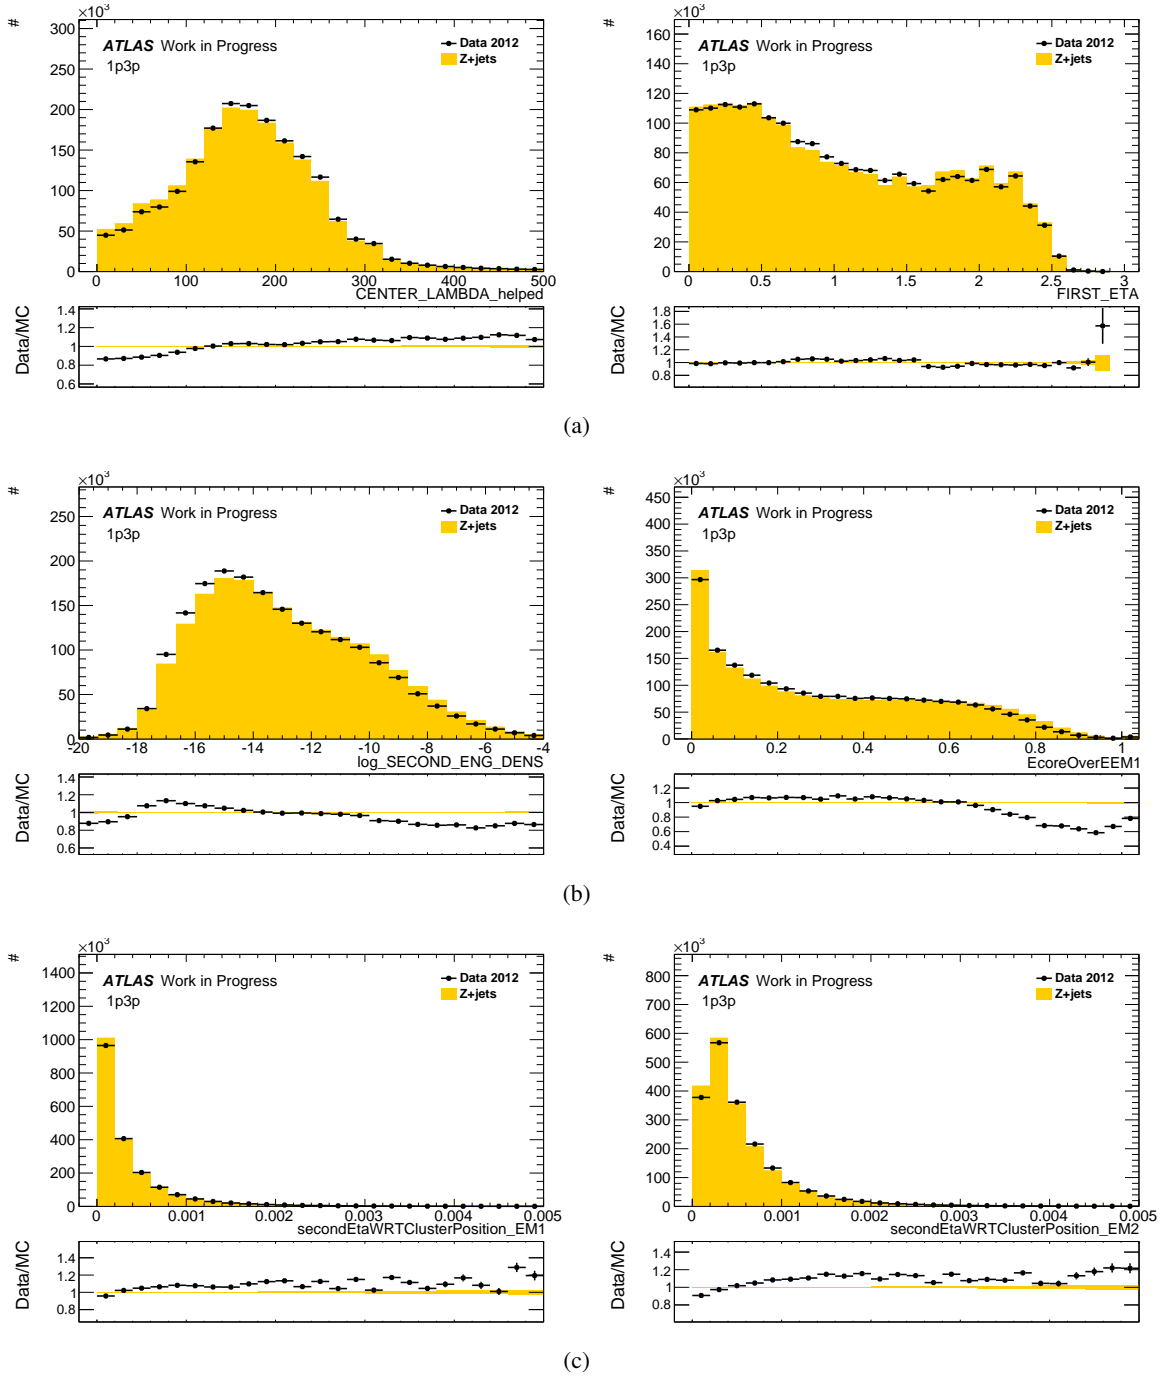 ×10³
#
300
250
200
150
100
50
0
ATLAS Work in Progress
1p3p
Data 2012
Z+jets
0 100 200 300 400 500
CENTER_LAMBDA_helped
Data/MC
1.4
1.2
1
0.8
0.6
×10³
#
160
140
120
100
80
60
40
20
0
ATLAS Work in Progress
1p3p
Data 2012
Z+jets
0 0.5 1 1.5 2 2.5 3
FIRST_ETA
Data/MC
1.8
1.6
1.4
1.2
1
0.8
(a)
×10³
#
250
200
150
100
50
0
ATLAS Work in Progress
1p3p
Data 2012
Z+jets
-20 -18 -16 -14 -12 -10 -8 -6 -4
log_SECOND_ENG_DENS
Data/MC
1.4
1.2
1
0.8
0.6
×10³
#
450
400
350
300
250
200
150
100
50
0
ATLAS Work in Progress
1p3p
Data 2012
Z+jets
0 0.2 0.4 0.6 0.8 1
EcoreOverEEM1
Data/MC
1.2
1
0.8
0.6
0.4
(b)
×10³
#
1400
1200
1000
800
600
400
200
0
ATLAS Work in Progress
1p3p
Data 2012
Z+jets
0 0.001 0.002 0.003 0.004 0.005
secondEtaWRTClusterPosition_EM1
Data/MC
1.4
1.2
1
0.8
×10³
#
800
700
600
500
400
300
200
100
0
ATLAS Work in Progress
1p3p
Data 2012
Z+jets
0 0.001 0.002 0.003 0.004 0.005
secondEtaWRTClusterPosition_EM2
Data/MC
1.4
1.2
1
0.8
(c)